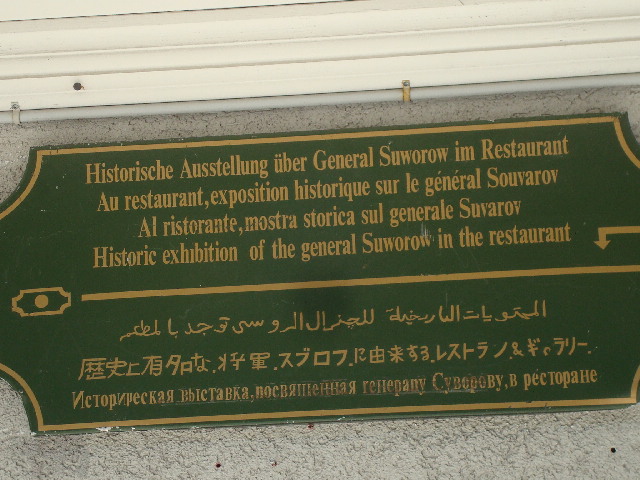 Historische Ausstellung über General Suworow im Restaurant
Au restaurant, exposition historique sur le général Souvarov
Al ristorante, mostra storica sul generale Suvarov
Historic exhibition of the general Suworow in the restaurant
المحتويات التاريخية للجنرال الروسي توجد بالمطعم
歴史上有名な.将軍.スブロフ.に由来する.レストラン&ギャラリー.
Историческая выставка, посвященная генералу Суворову, в ресторане